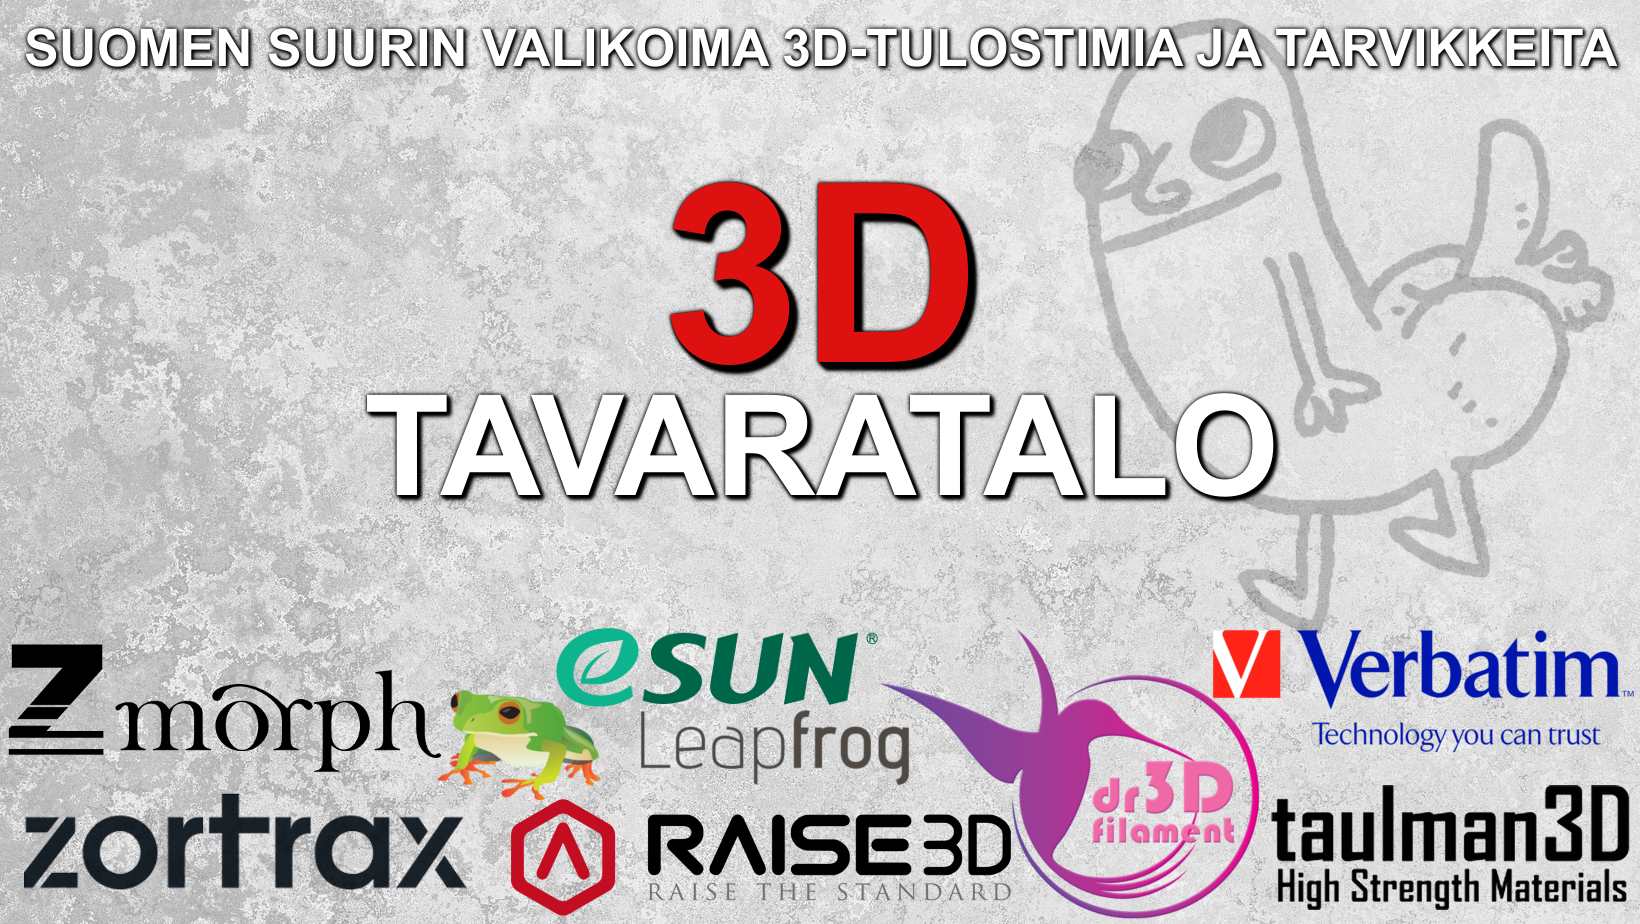 SUOMEN SUURIN VALIKOIMA 3D-TULOSTIMIA JA TARVIKKEITA
3D
TAVARATALO
Zmorph
eSUN®
Leapfrog
dr3D
filament
Verbatim™
Technology you can trust
zortrax
RAISE3D
RAISE THE STANDARD
taulman3D
High Strength Materials